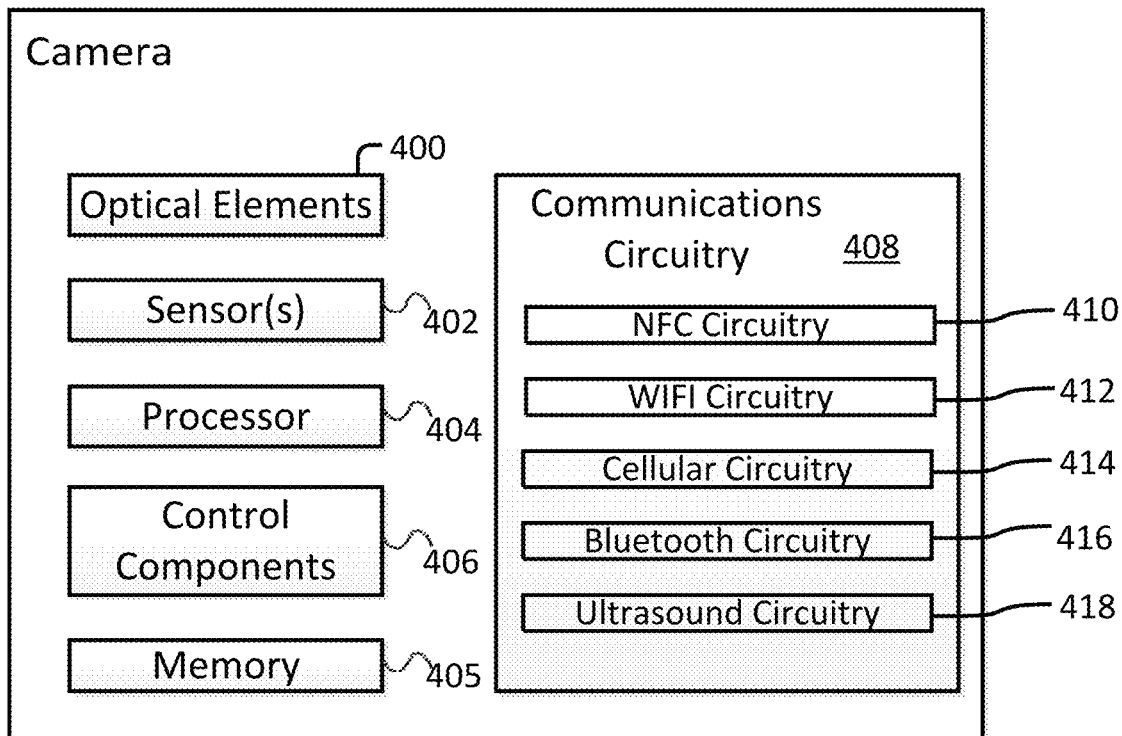 Camera
400
Optical Elements
Sensor(s)
402
Processor
404
Control
Components
406
Memory
405
Communications
Circuitry
408
NFC Circuitry
410
WIFI Circuitry
412
Cellular Circuitry
414
Bluetooth Circuitry
416
Ultrasound Circuitry
418